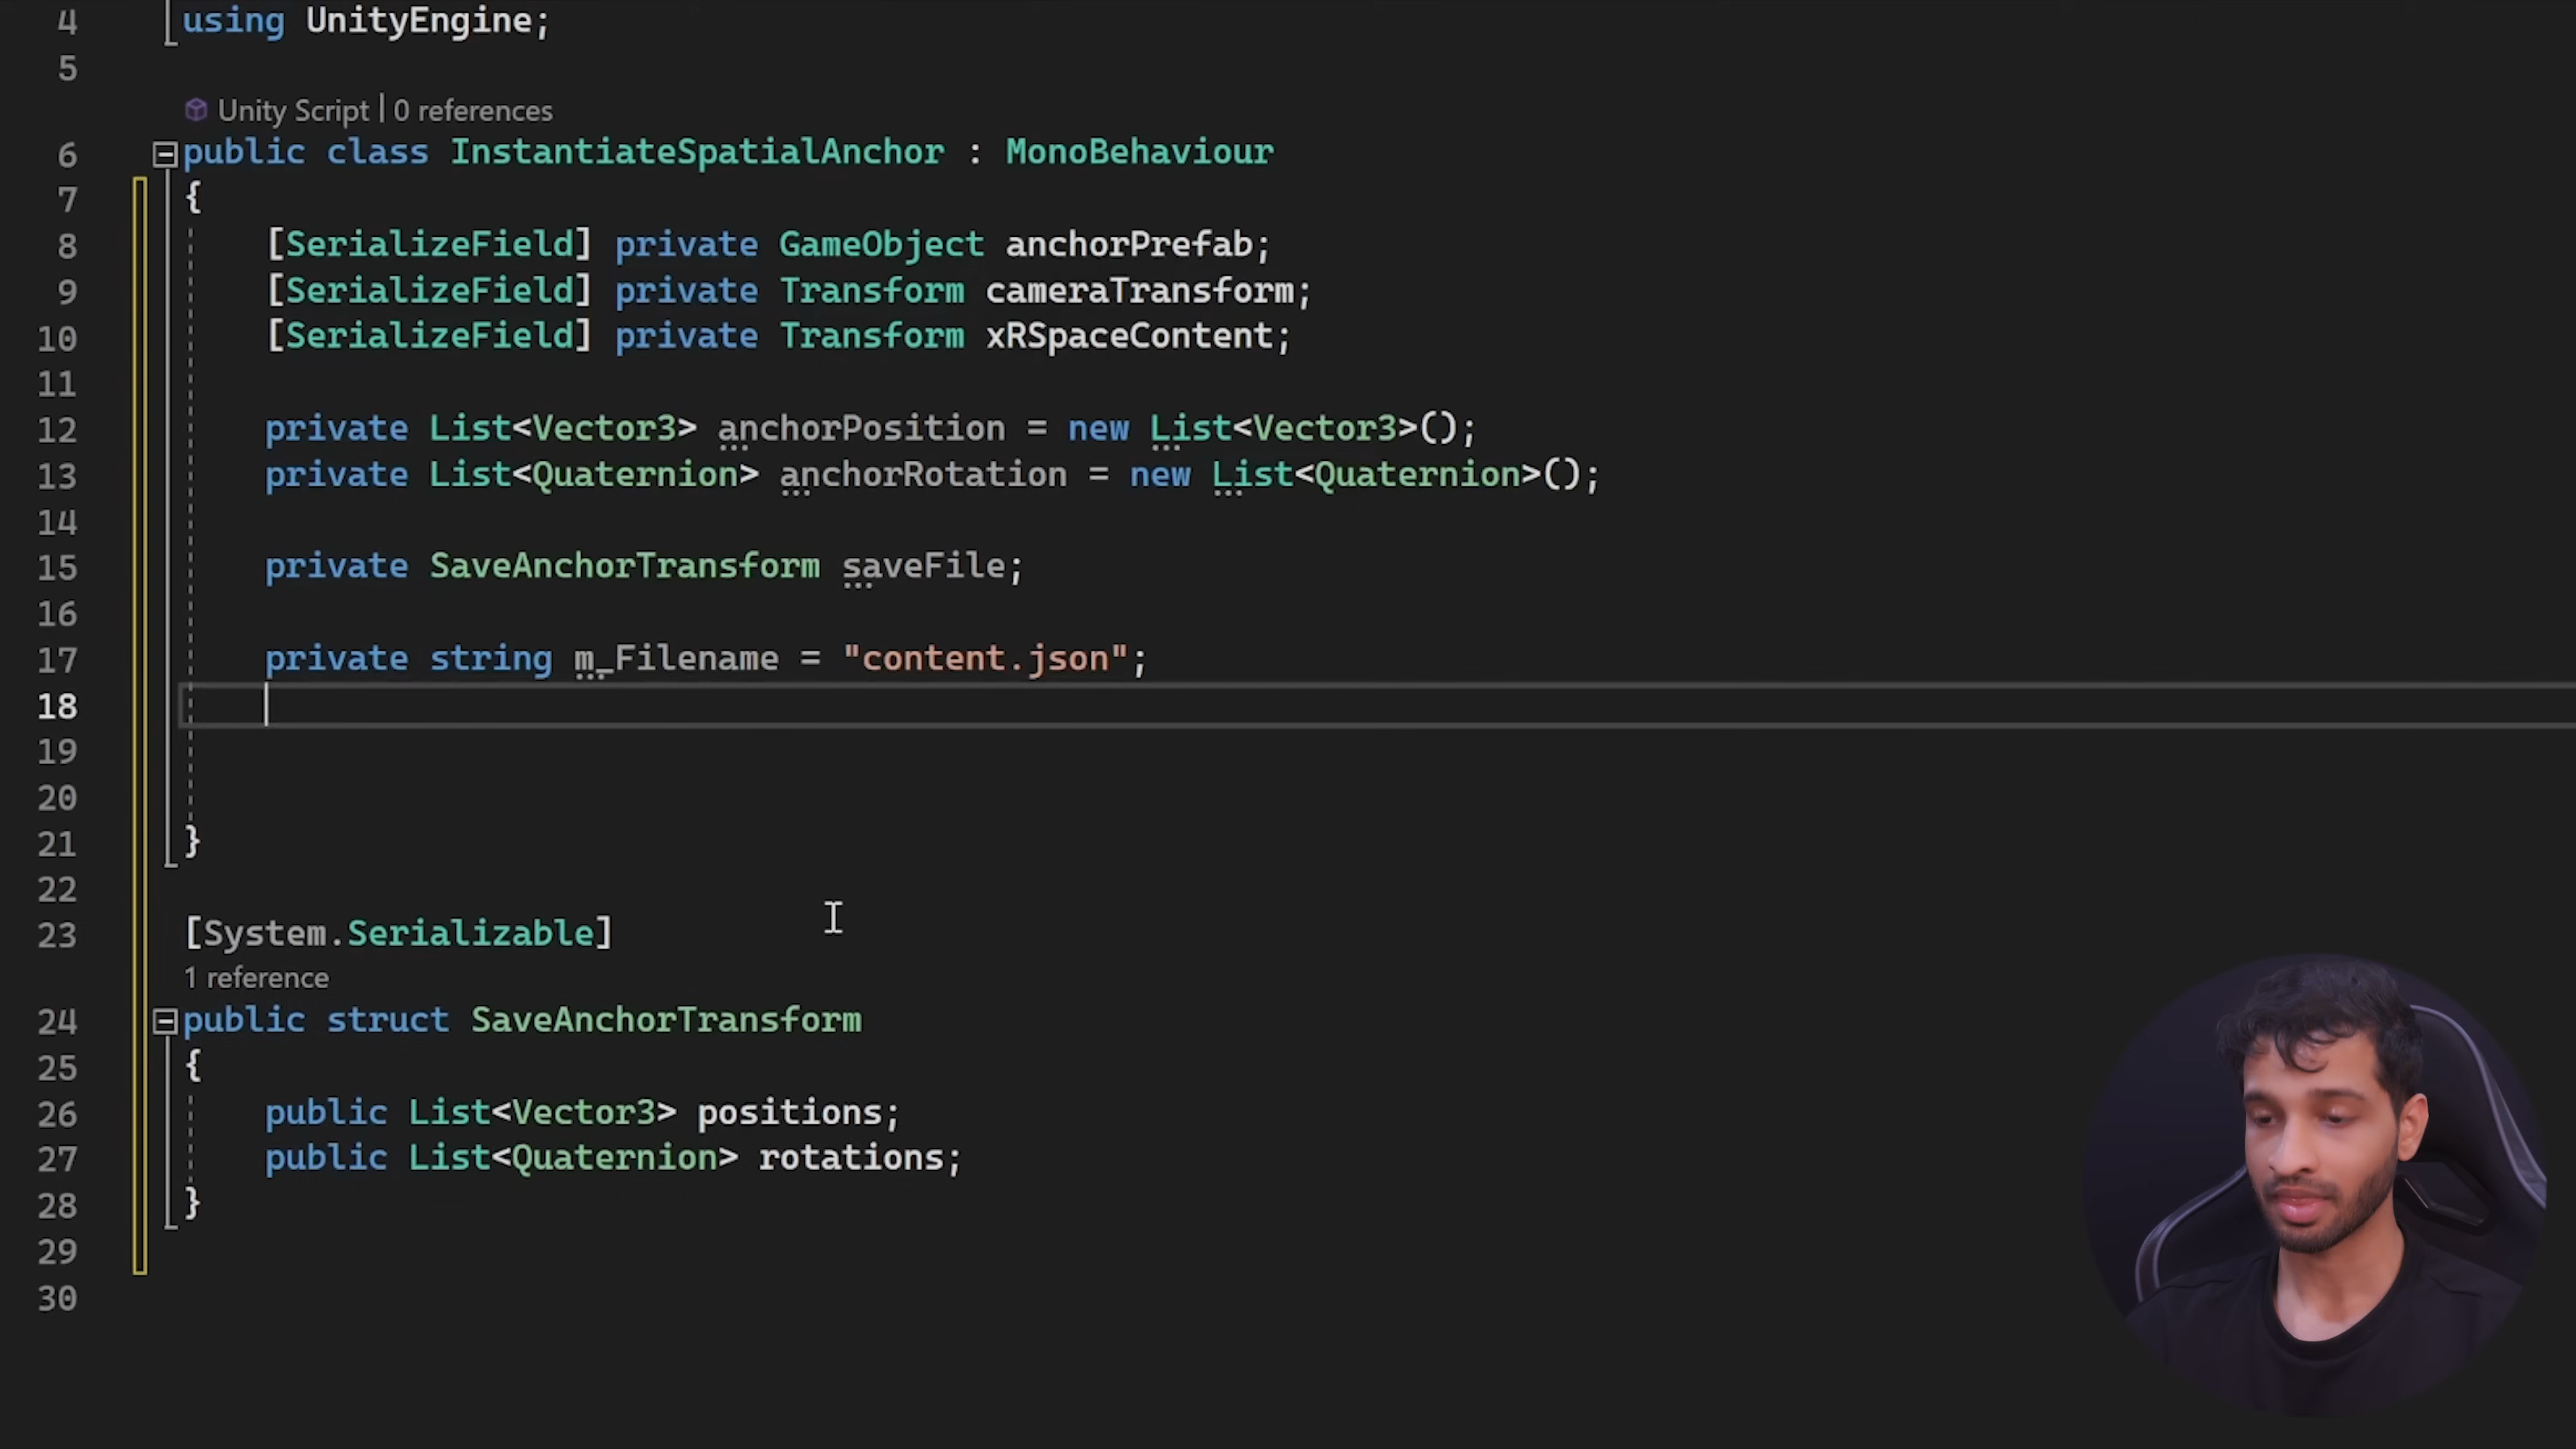 4 using UnityEngine;
5
Unity Script | 0 references
6 public class InstantiateSpatialAnchor : MonoBehaviour
7 {
8 [SerializeField] private GameObject anchorPrefab;
9 [SerializeField] private Transform cameraTransform;
10 [SerializeField] private Transform xRSpaceContent;
11
12 private List<Vector3> anchorPosition = new List<Vector3>();
13 private List<Quaternion> anchorRotation = new List<Quaternion>();
14
15 private SaveAnchorTransform saveFile;
16
17 private string m_Filename = "content.json";
18
19
20
21 }
22
23 [System.Serializable]
1 reference
24 public struct SaveAnchorTransform
25 {
26 public List<Vector3> positions;
27 public List<Quaternion> rotations;
28 }
29
30